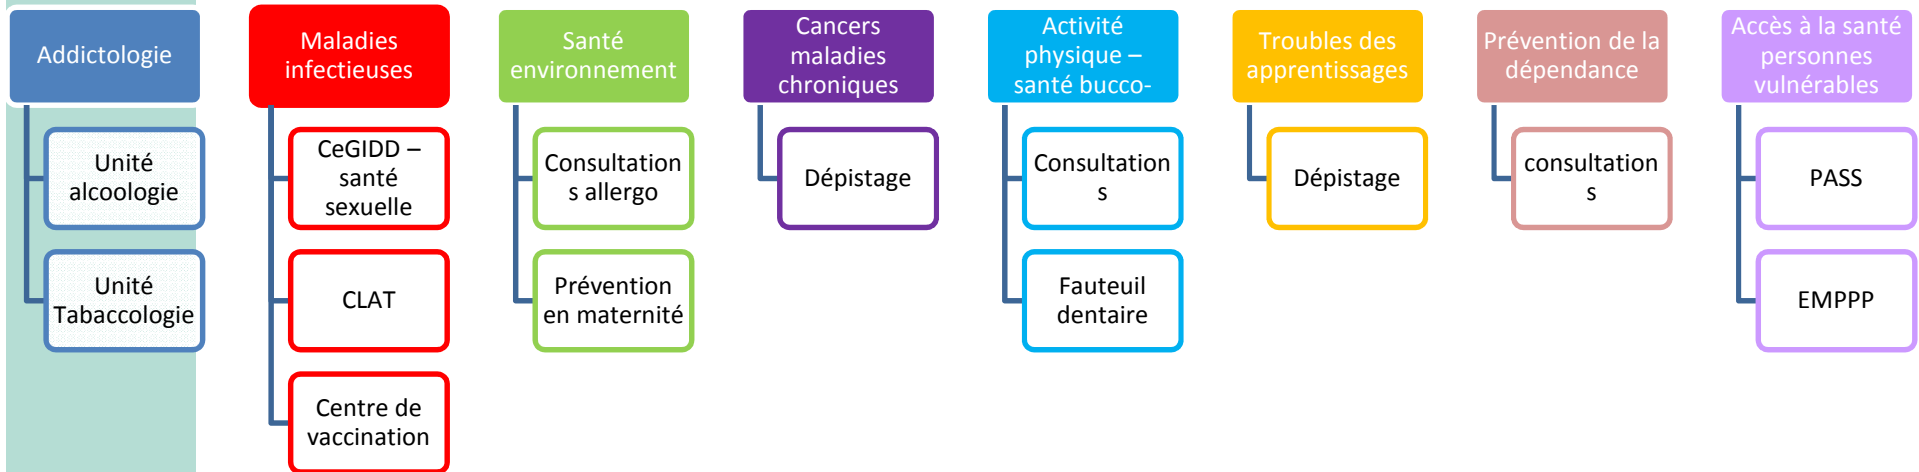 Addictologie
Unité
alcoologie
Unité
Tabaccologie
Maladies
infectieuses
CeGIDD –
santé
sexuelle
CLAT
Centre de
vaccination
Santé
environnement
Consultation
s allergo
Prévention
en maternité
Cancers
maladies
chroniques
Dépistage
Activité
physique –
santé bucco-
Consultation
s
Fauteuil
dentaire
Troubles des
apprentissages
Dépistage
Prévention de la
dépendance
consultation
s
Accès à la santé
personnes
vulnérables
PASS
EMPPP